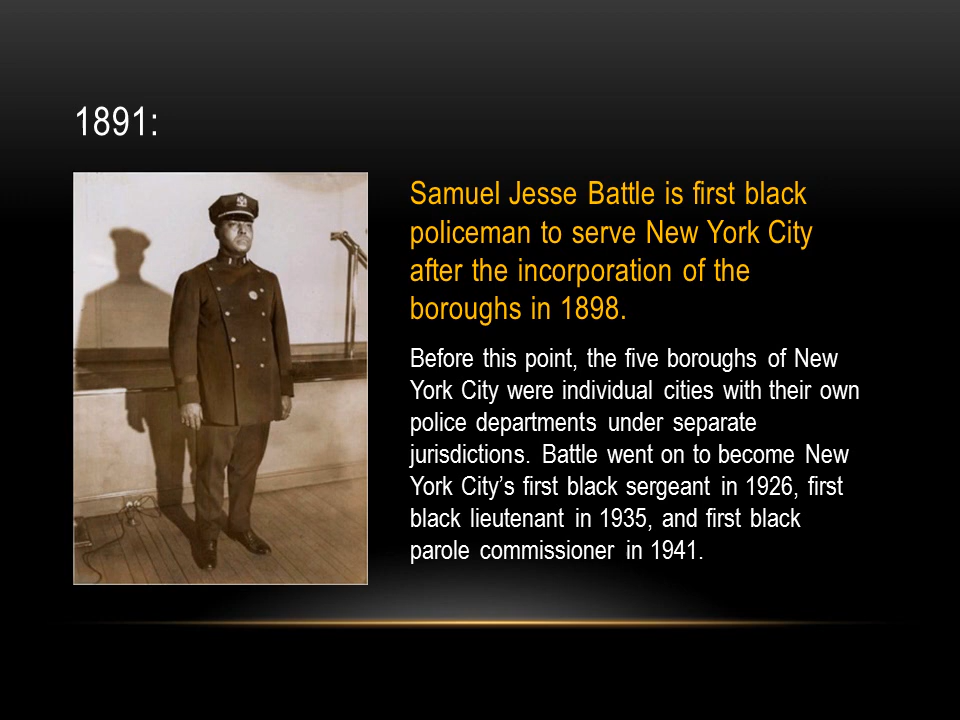 1891:
Samuel Jesse Battle is first black
policeman to serve New York City
after the incorporation of the
boroughs in 1898.
Before this point, the five boroughs of New
York City were individual cities with their own
police departments under separate
jurisdictions. Battle went on to become New
York City’s first black sergeant in 1926, first
black lieutenant in 1935, and first black
parole commissioner in 1941.